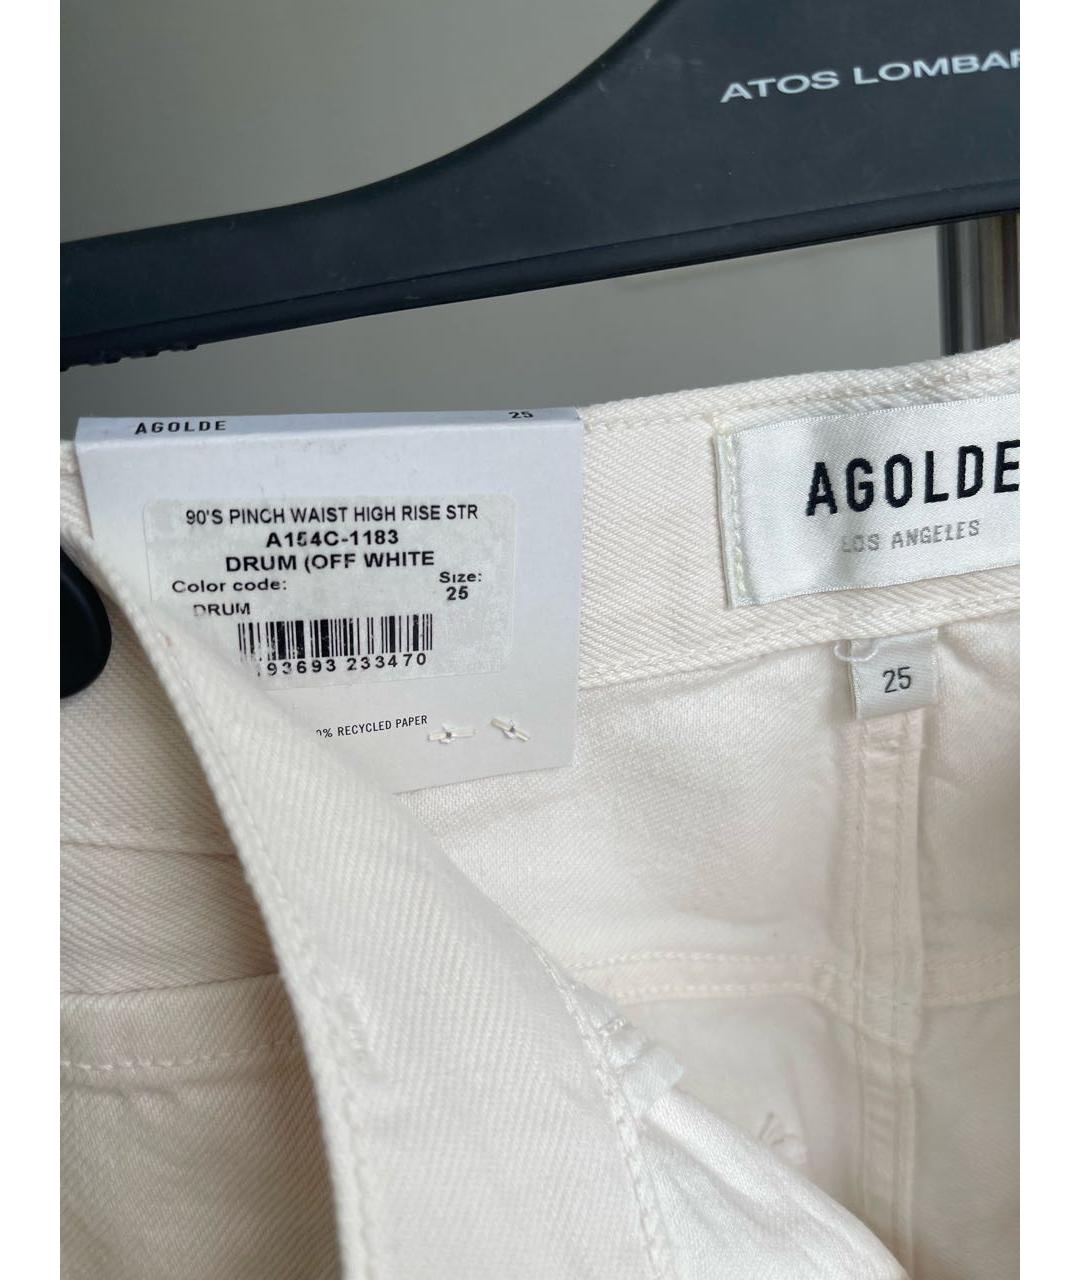 ATOS LOMBAR
AGOLDE 25
90'S PINCH WAIST HIGH RISE STR
A154C-1183
DRUM (OFF WHITE
Color code: Size:
DRUM 25
193693 233470
0% RECYCLED PAPER
AGOLDE
LOS ANGELES
25